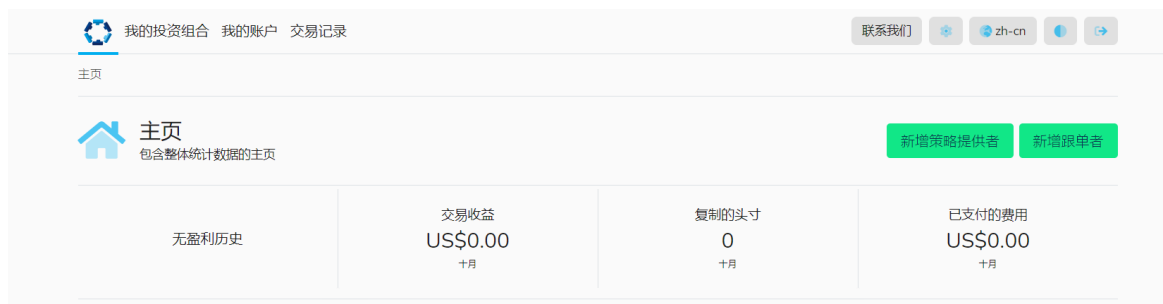 我的投资组合 我的账户 交易记录 联系我们 zh-cn
主页
主页
包含整体统计数据的主页
新增策略提供者 新增跟单者
无盈利历史
交易收益
US$0.00
十月
复制的头寸
0
十月
已支付的费用
US$0.00
十月